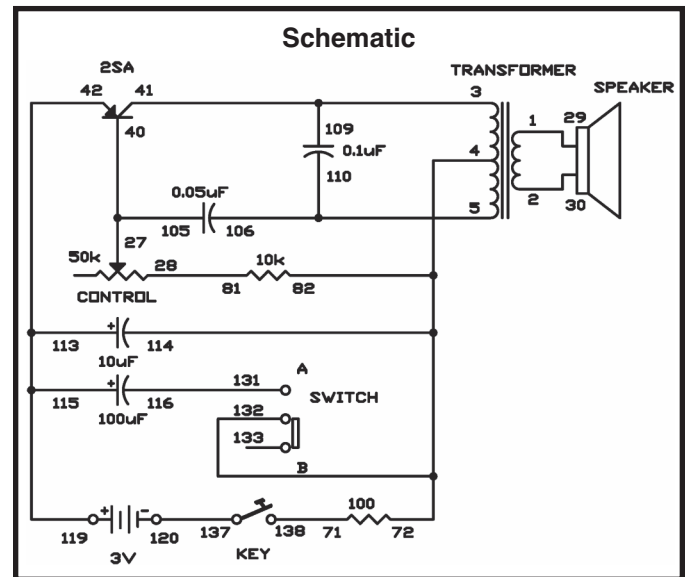 Schematic
2SA
42 41
TRANSFORMER
3
SPEAKER
40
109
0.1uF
110
1
29
4
0.05uF
105 106
5
2
30
27
50k
28
10k
81 82
CONTROL
+
113 114
10uF
A
+
131
115 116
100uF
SWITCH
132
133
B
+ -
100
119 120 137 138 71 72
3V
KEY